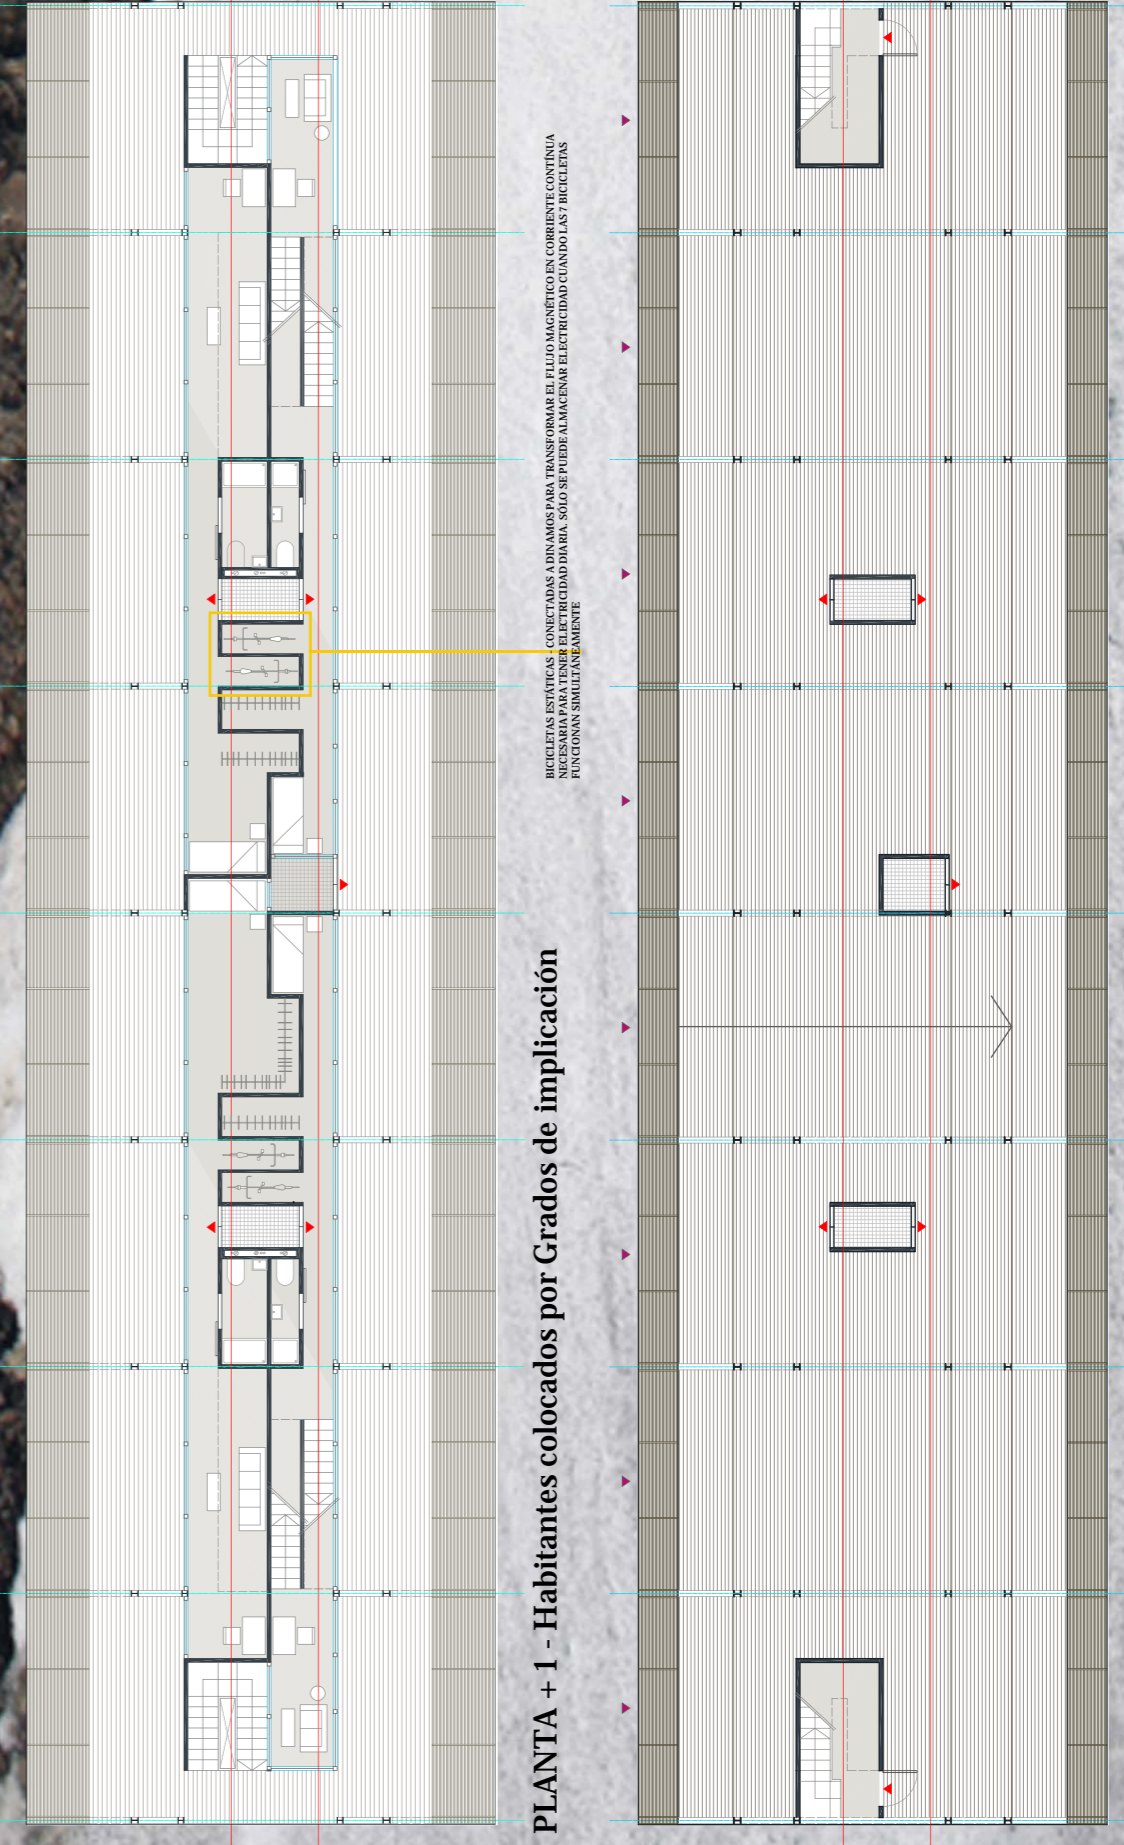 BICICLETAS ESTÁTICAS - CONECTADAS A DINAMOS PARA TRANSFORMAR EL FLUJO MAGNÉTICO EN CORRIENTE CONTÍNUA
NECESARIA PARA TENER ELECTRICIDAD DIARIA. SÓLO SE PUEDE ALMACENAR ELECTRICIDAD CUANDO LAS 7 BICICLETAS
FUNCIONAN SIMULTÁNEAMENTE
PLANTA + 1 - Habitantes colocados por Grados de implicación